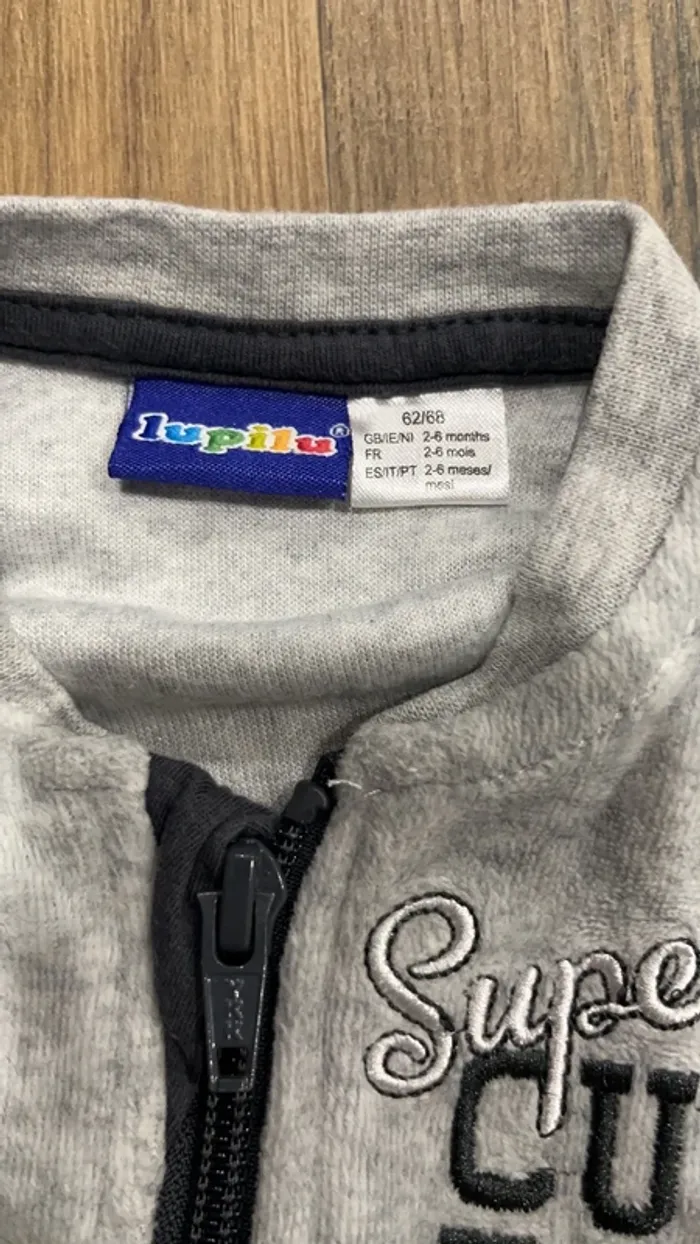 lupilu®
62/68
GB/IE/NI 2-6 months
FR 2-6 mois
ES/IT/PT 2-6 meses/
mesi
Supe
CU